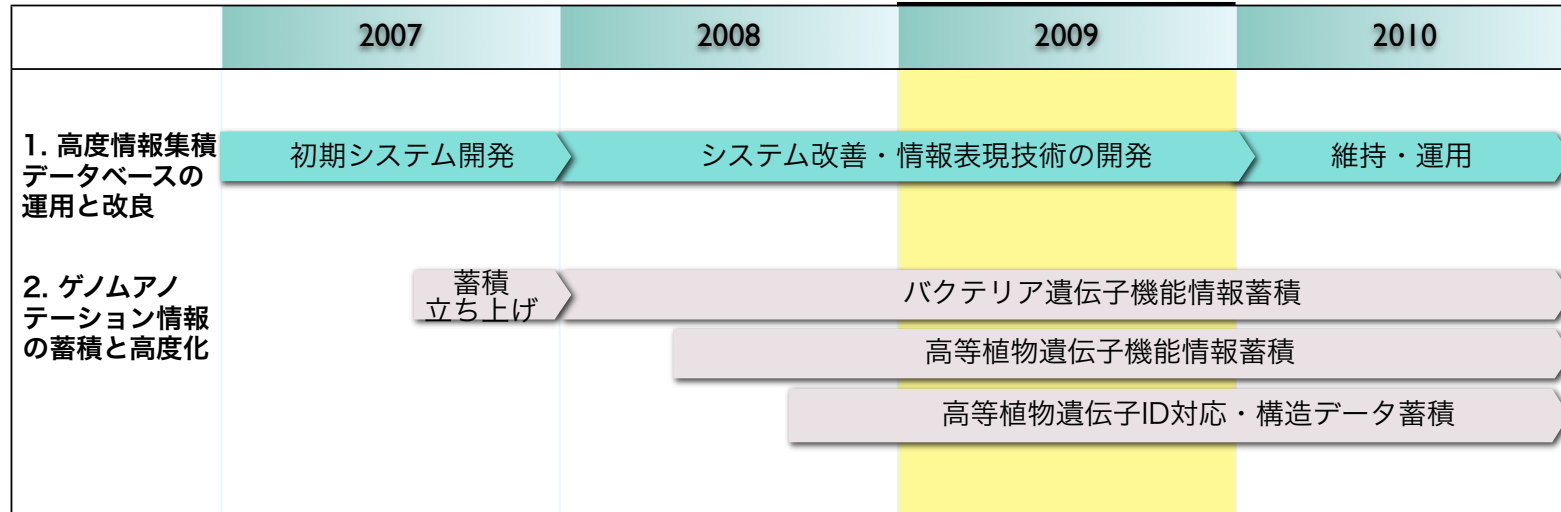 2007 2008 2009 2010
1. 高度情報集積
データベースの
運用と改良
初期システム開発
システム改善・情報表現技術の開発
維持・運用
2. ゲノムアノ
テーション情報
の蓄積と高度化
蓄積
立ち上げ
バクテリア遺伝子機能情報蓄積
高等植物遺伝子機能情報蓄積
高等植物遺伝子ID対応・構造データ蓄積